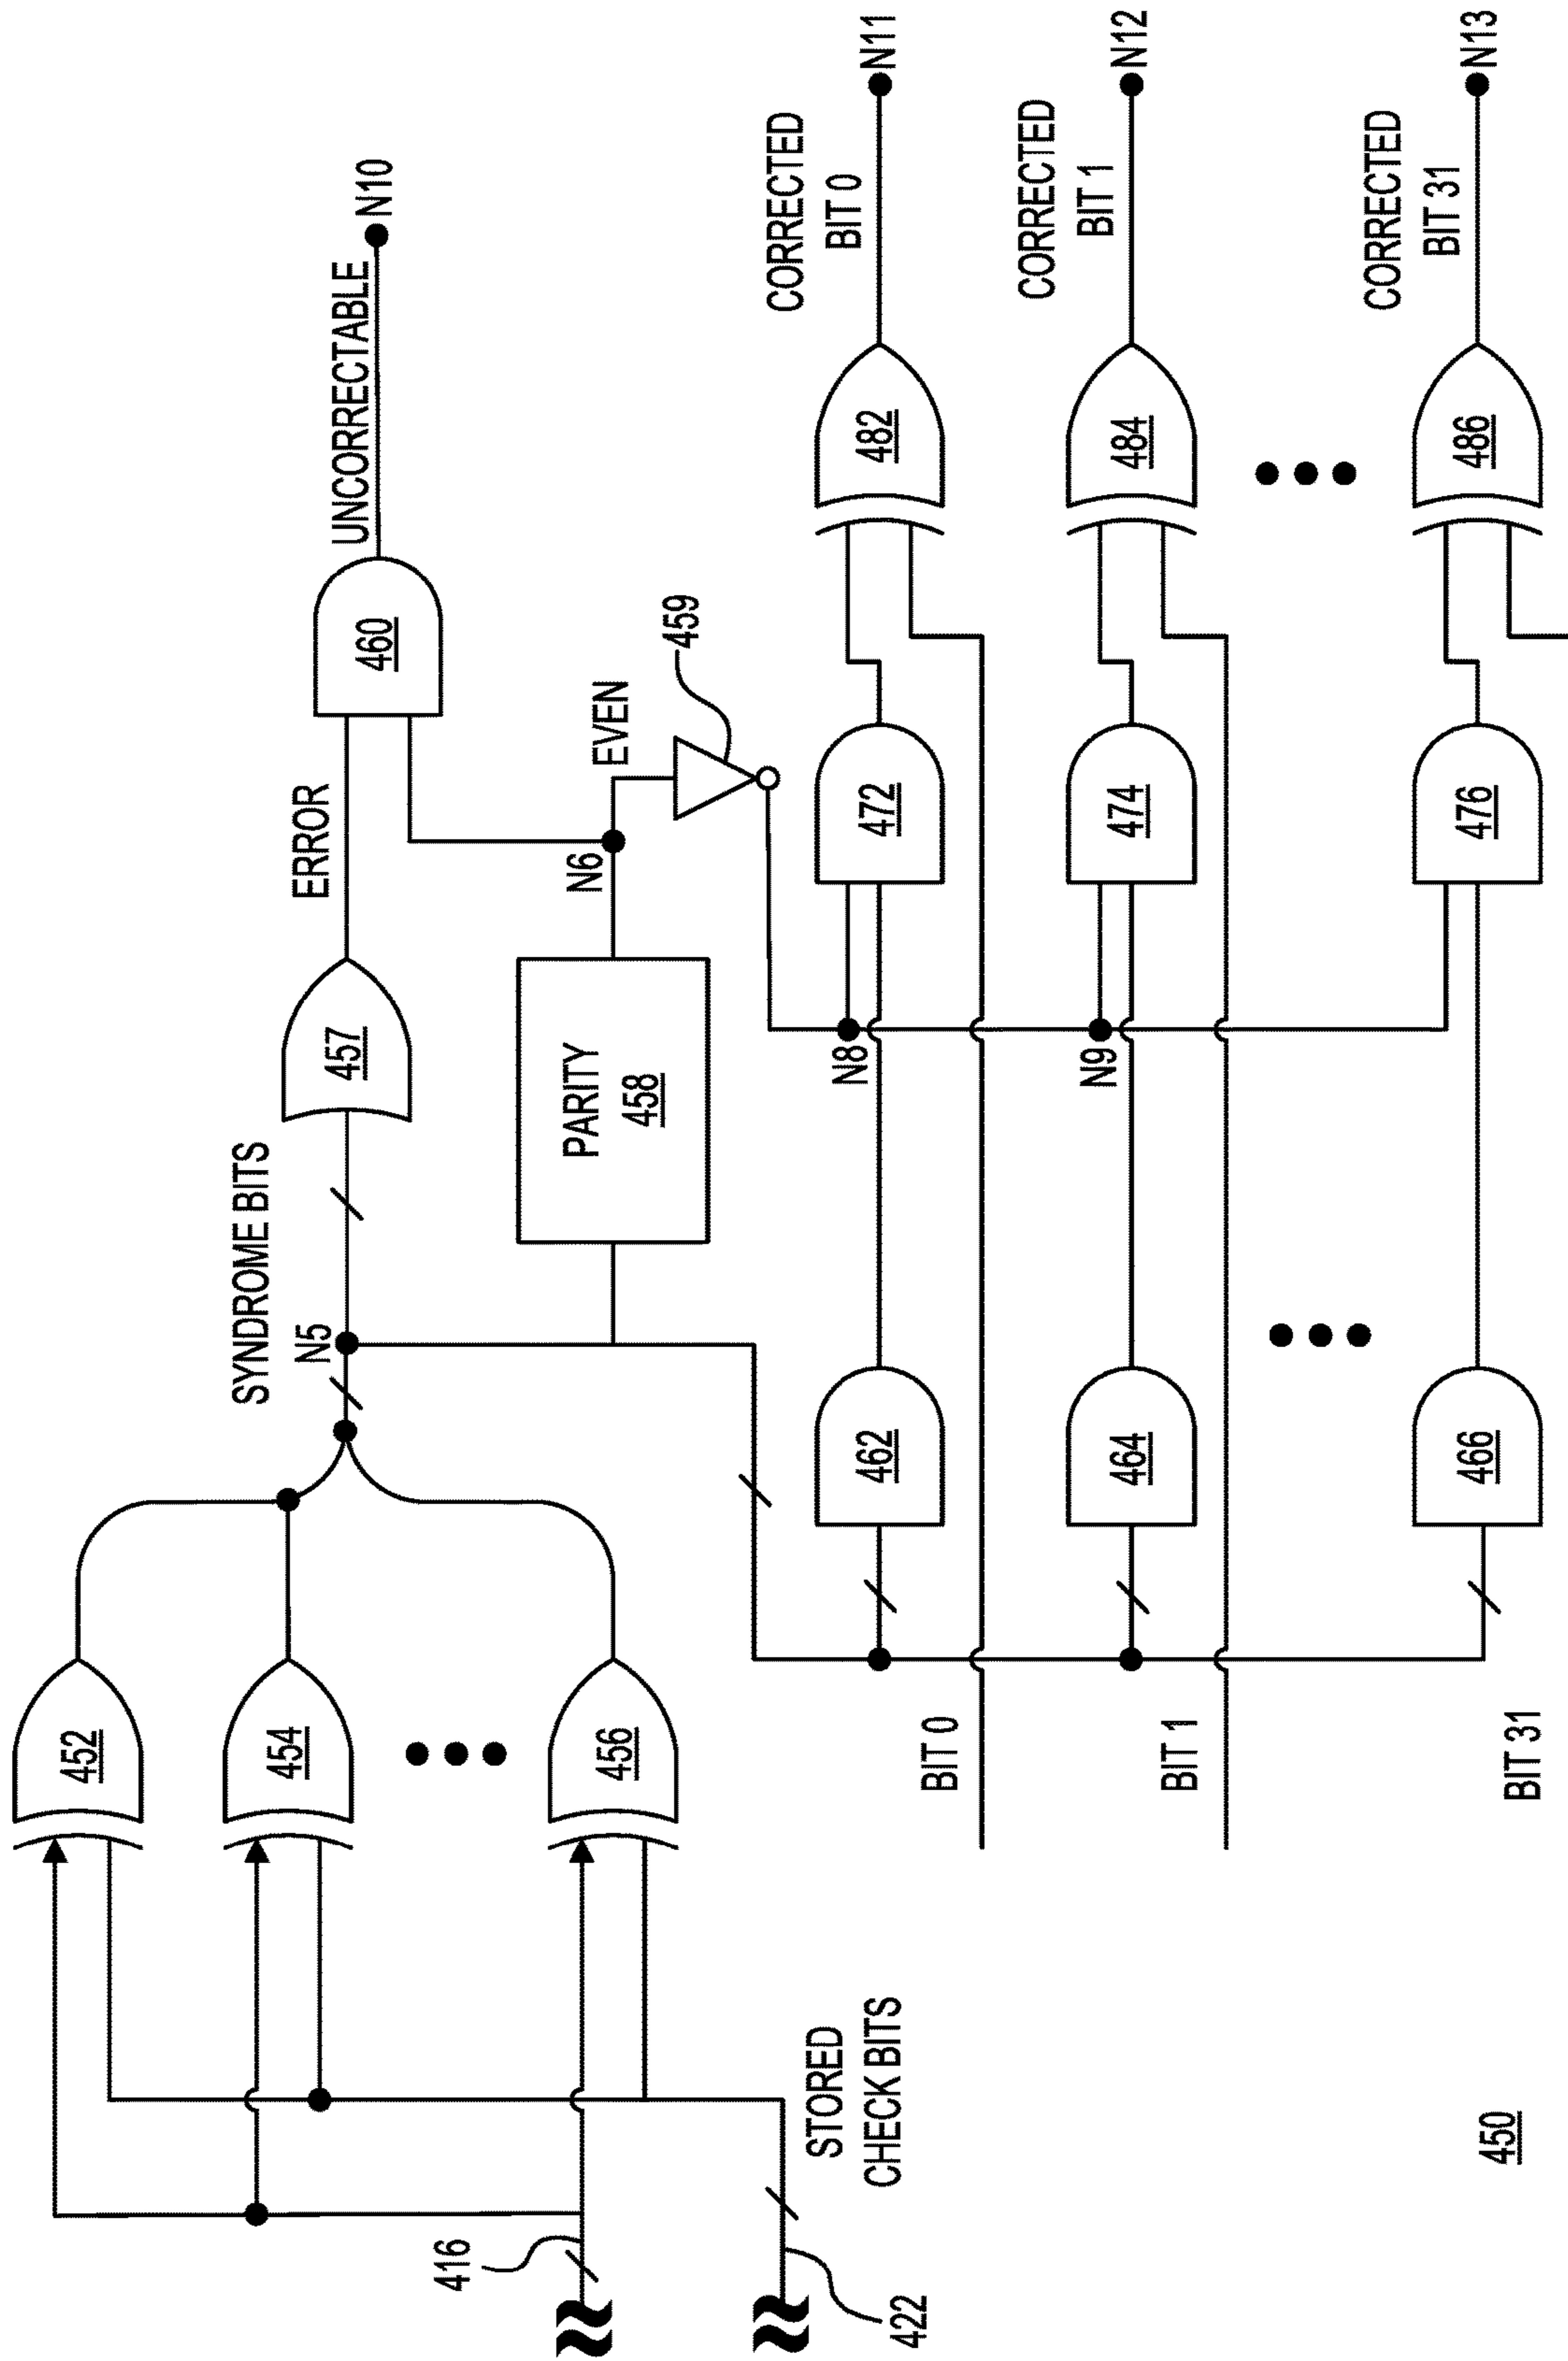 452
454
456
416
422
STORED
CHECK BITS
SYNDROME BITS
N5
457
ERROR
460
UNCORRECTABLE
N10
PARITY
458
N6
EVEN
459
462
N8
472
482
CORRECTED
BIT 0
N11
BIT 0
464
N9
474
484
CORRECTED
BIT 1
N12
BIT 1
466
476
486
CORRECTED
BIT 31
N13
BIT 31
450